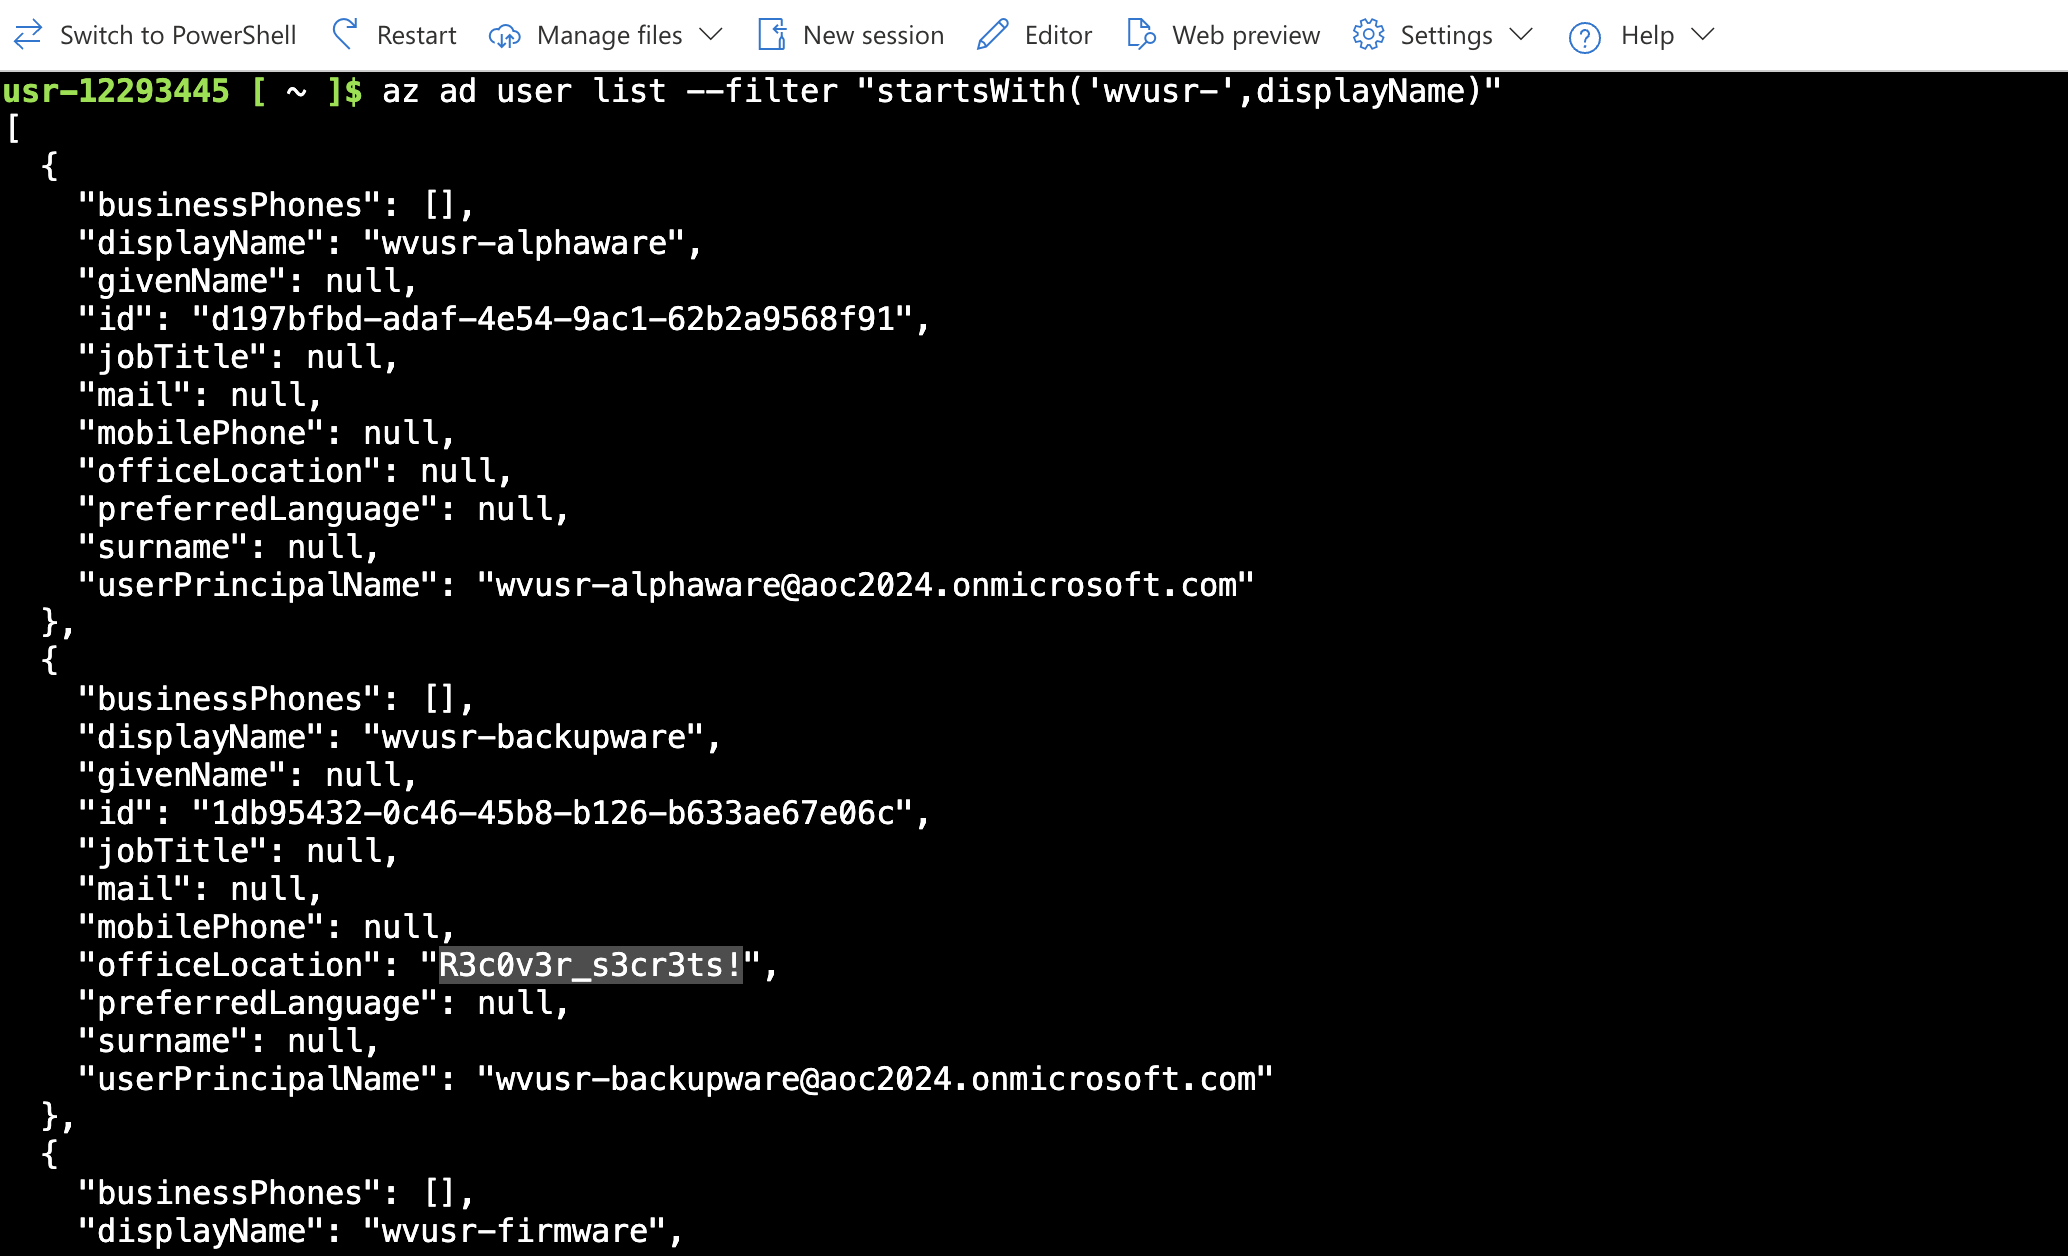 Switch to PowerShell Restart Manage files New session Editor Web preview Settings Help
usr-12293445 [ ~ ]$ az ad user list --filter "startsWith('wvusr-',displayName)"
[
  {
    "businessPhones": [],
    "displayName": "wvusr-alphaware",
    "givenName": null,
    "id": "d197bfbd-adaf-4e54-9ac1-62b2a9568f91",
    "jobTitle": null,
    "mail": null,
    "mobilePhone": null,
    "officeLocation": null,
    "preferredLanguage": null,
    "surname": null,
    "userPrincipalName": "wvusr-alphaware@aoc2024.onmicrosoft.com"
  },
  {
    "businessPhones": [],
    "displayName": "wvusr-backupware",
    "givenName": null,
    "id": "1db95432-0c46-45b8-b126-b633ae67e06c",
    "jobTitle": null,
    "mail": null,
    "mobilePhone": null,
    "officeLocation": "R3c0v3r_s3cr3ts!",
    "preferredLanguage": null,
    "surname": null,
    "userPrincipalName": "wvusr-backupware@aoc2024.onmicrosoft.com"
  },
  {
    "businessPhones": [],
    "displayName": "wvusr-firmware",